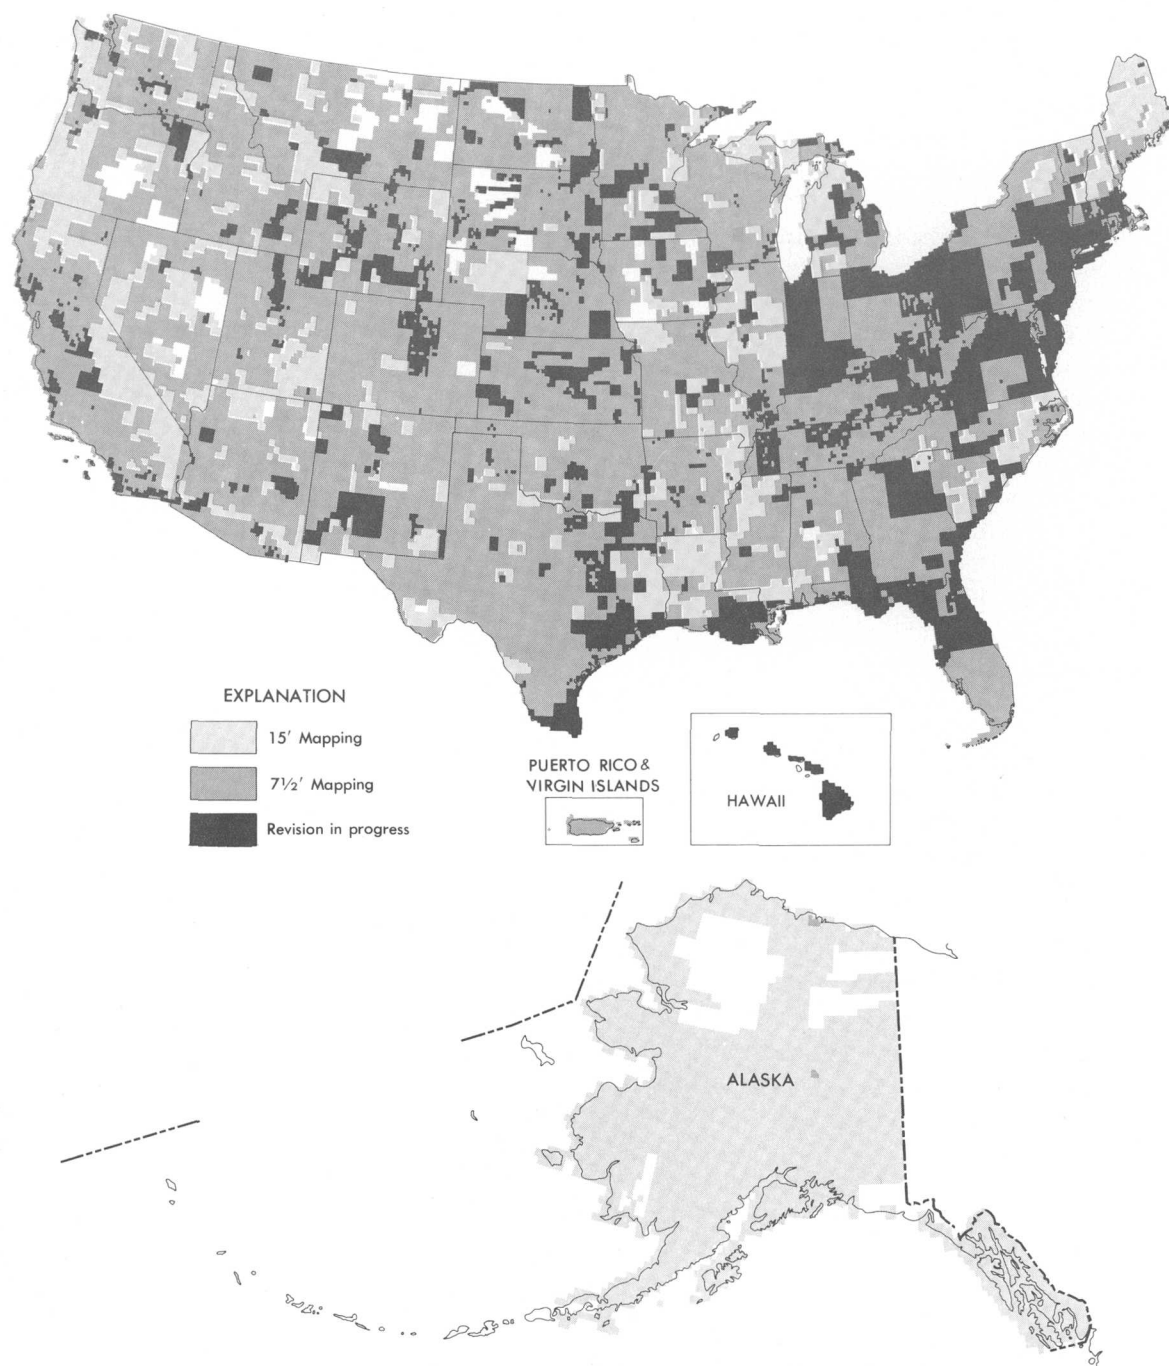 EXPLANATION
15′ Mapping
7½′ Mapping
Revision in progress
PUERTO RICO &
VIRGIN ISLANDS
HAWAII
ALASKA